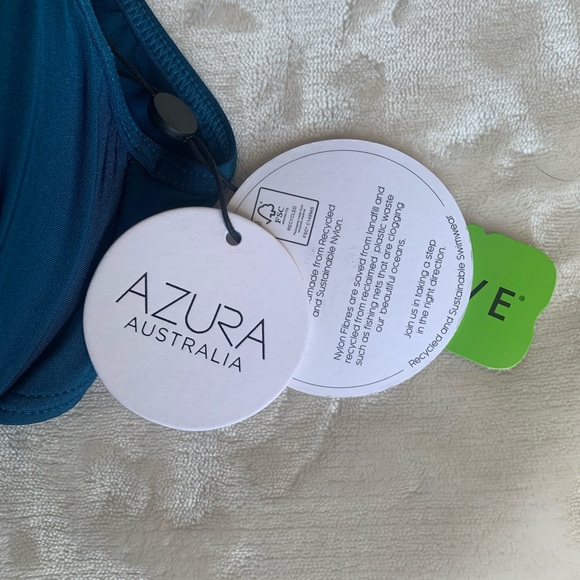 AZURA
AUSTRALIA
FSC
RECYCLED
made from Recycled
and Sustainable Nylon.
Nylon Fibres are saved from landfill and
recycled from reclaimed plastic waste
such as fishing nets that are clogging
our beautiful oceans.
Join us in taking a step
in the right direction.
Recycled and Sustainable Swimwear
VE®